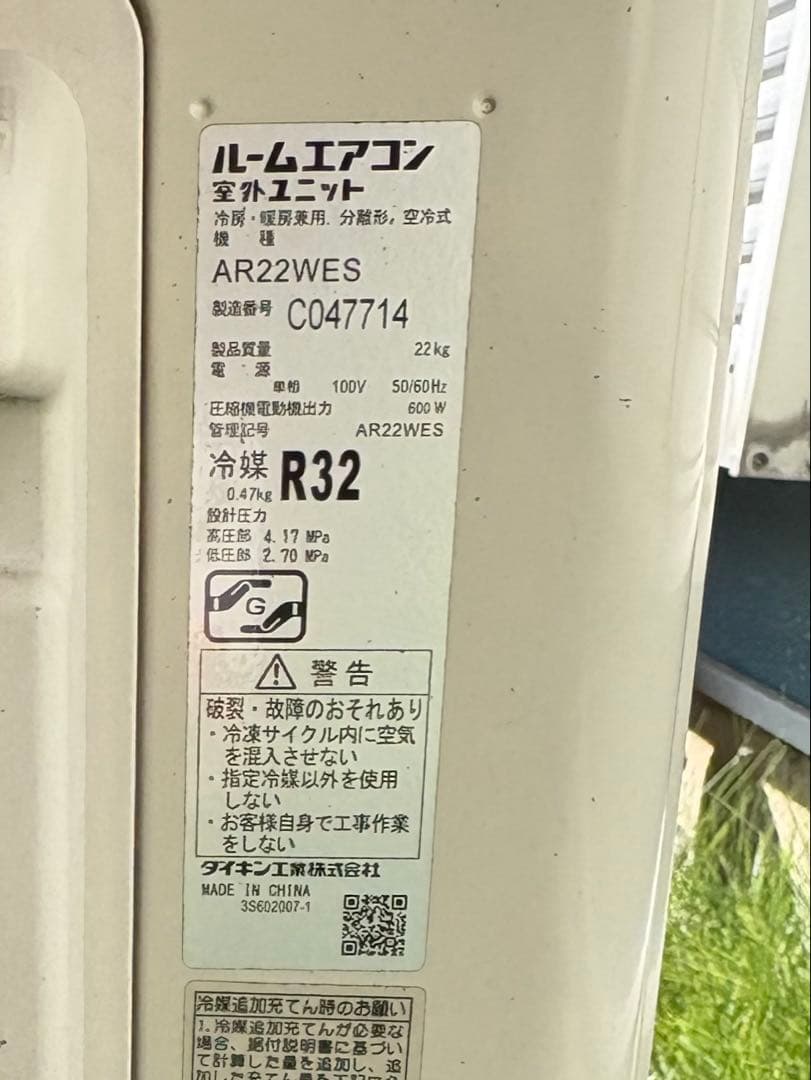 ルームエアコン
室外ユニット
冷房・暖房兼用. 分離形, 空冷式
機 種
AR22WES
製造番号 C047714
製品質量 22kg
電 源
単相 100V 50/60Hz
圧縮機電動機出力 600W
管理記号 AR22WES
冷媒 R32
0.47kg
設計圧力
高圧部 4.17 MPa
低圧部 2.70 MPa
G
警告
破裂・故障のおそれあり
・冷凍サイクル内に空気
を混入させない
・指定冷媒以外を使用
しない
・お客様自身で工事作業
をしない
ダイキン工業株式会社
MADE IN CHINA
3S602007-1
冷媒追加充てん時のお願い
1.冷媒追加充てんが必要な
場合、据付説明書に基づい
て計算した量を追加し、追
加した充てん量を下記